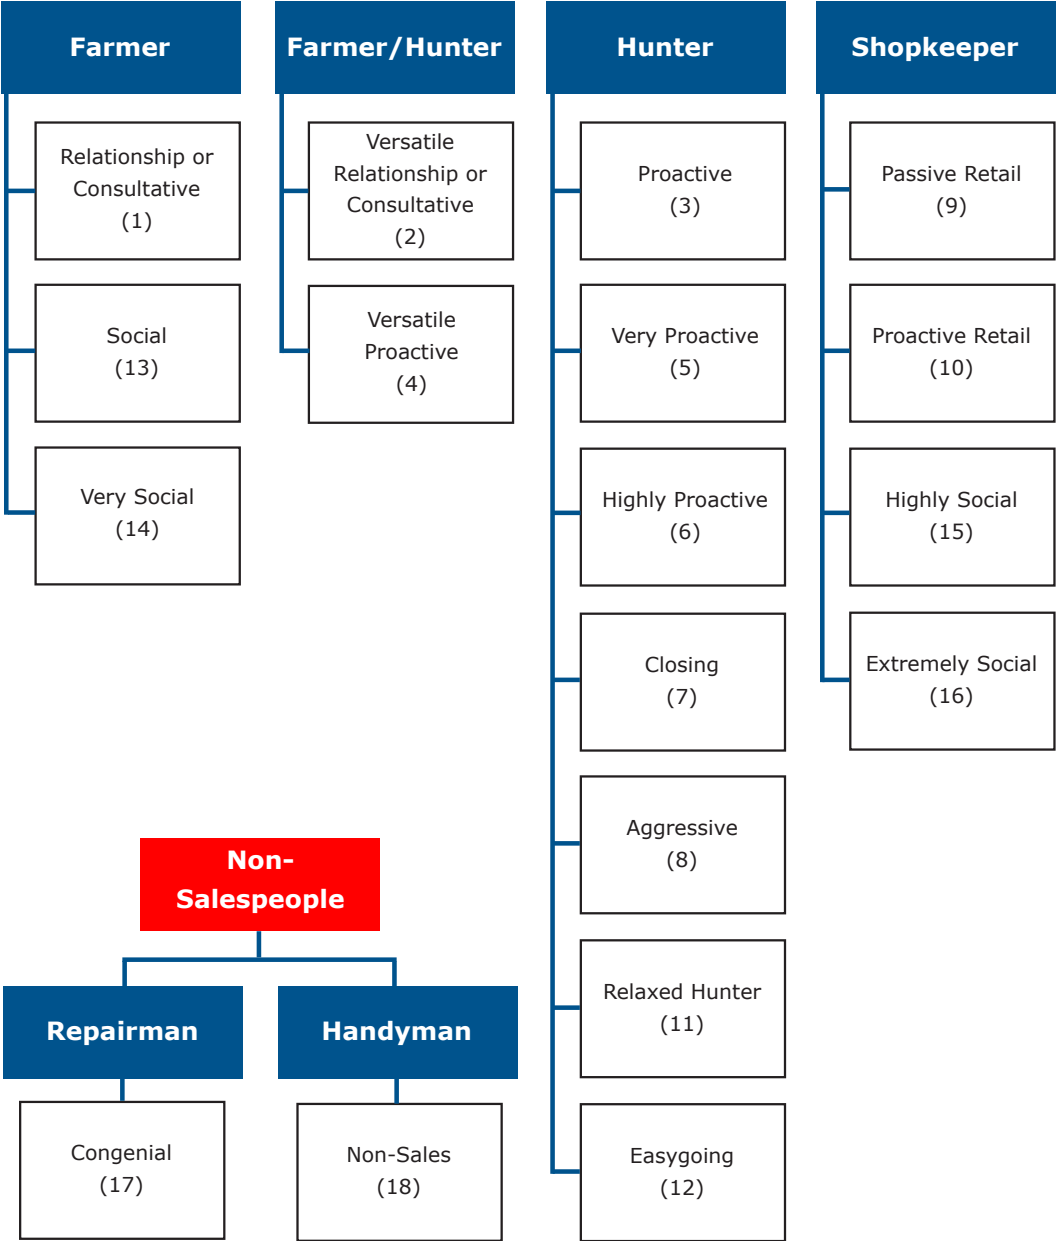 Farmer
Relationship or
Consultative
(1)
Social
(13)
Very Social
(14)
Farmer/Hunter
Versatile
Relationship or
Consultative
(2)
Versatile
Proactive
(4)
Hunter
Proactive
(3)
Very Proactive
(5)
Highly Proactive
(6)
Closing
(7)
Aggressive
(8)
Relaxed Hunter
(11)
Easygoing
(12)
Shopkeeper
Passive Retail
(9)
Proactive Retail
(10)
Highly Social
(15)
Extremely Social
(16)
Non-
Salespeople
Repairman
Congenial
(17)
Handyman
Non-Sales
(18)